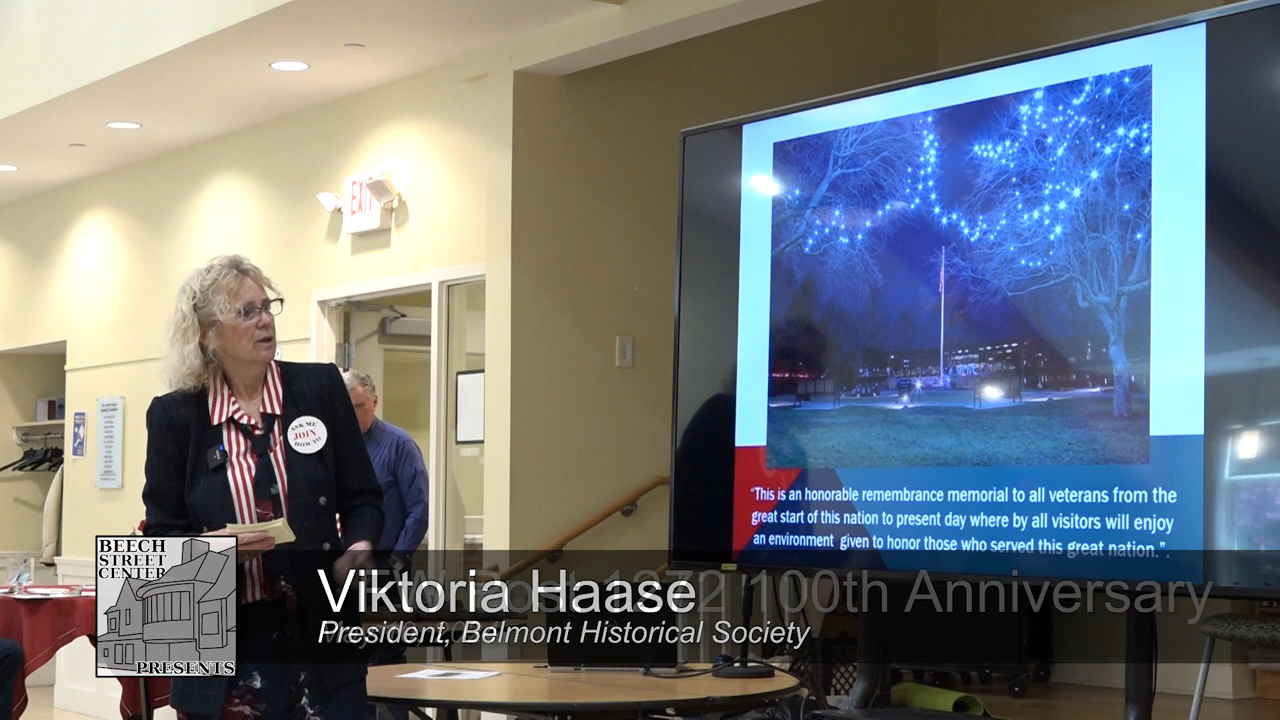 EXIT
ASK ME
JOIN
HOW TO
"This is an honorable remembrance memorial to all veterans from the
great start of this nation to present day where by all visitors will enjoy
an environment given to honor those who served this great nation.".
BEECH
STREET
CENTER
PRESENTS
Viktoria Haase
100th Anniversary
President, Belmont Historical Society